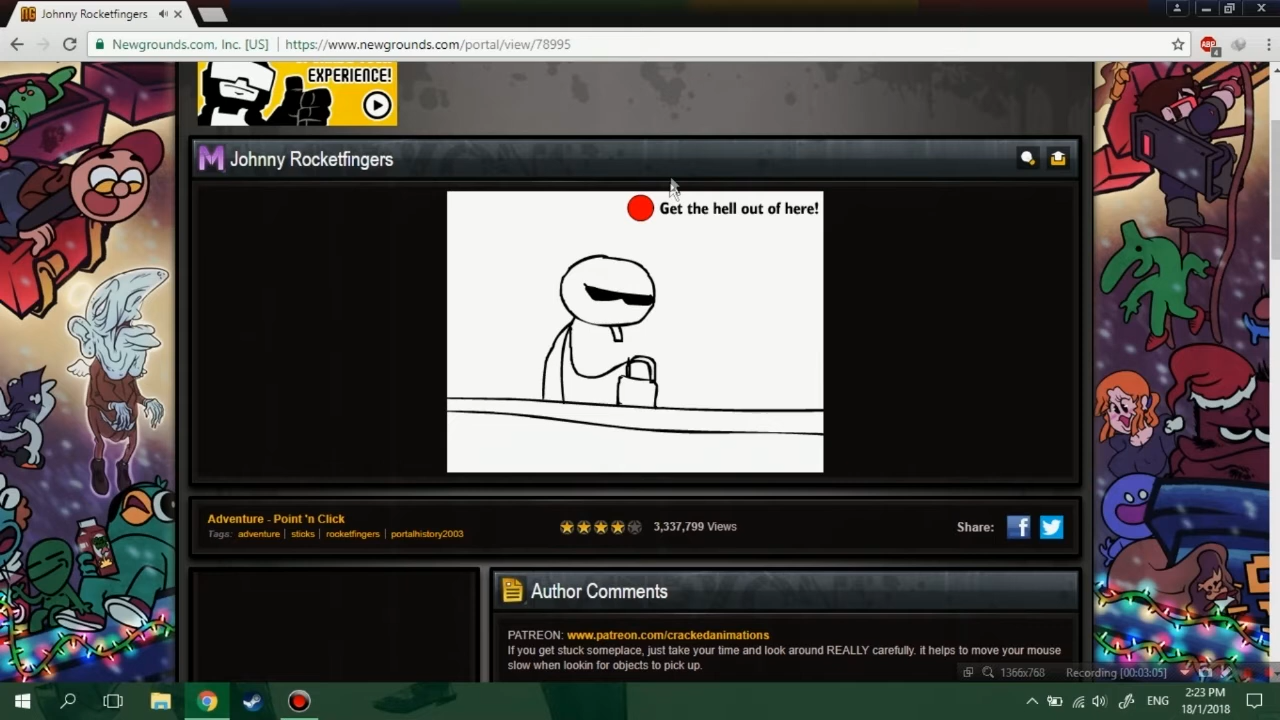 Johnny Rocketfingers
Newgrounds.com, Inc. [US] https://www.newgrounds.com/portal/view/78995
ABP
4
EXPERIENCE!
M Johnny Rocketfingers
Get the hell out of here!
Adventure - Point 'n Click
Tags: adventure | sticks | rocketfingers | portalhistory2003
3,337,799 Views
Share:
Author Comments
PATREON: www.patreon.com/crackedanimations
If you get stuck someplace, just take your time and look around REALLY carefully. it helps to move your mouse
slow when lookin for objects to pick up.
1366x768 Recording [00:03:05]
ENG
2:23 PM
18/1/2018